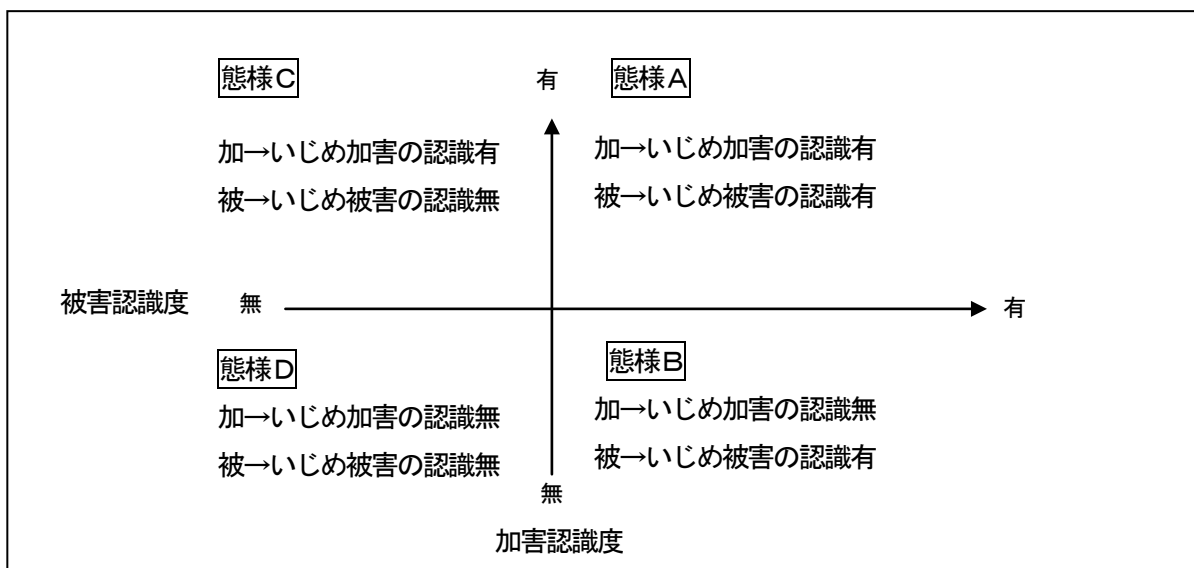 態様C
有
態様A
加→いじめ加害の認識有
被→いじめ被害の認識無
加→いじめ加害の認識有
被→いじめ被害の認識有
被害認識度
無
有
態様D
加→いじめ加害の認識無
被→いじめ被害の認識無
態様B
加→いじめ加害の認識無
被→いじめ被害の認識有
無
加害認識度